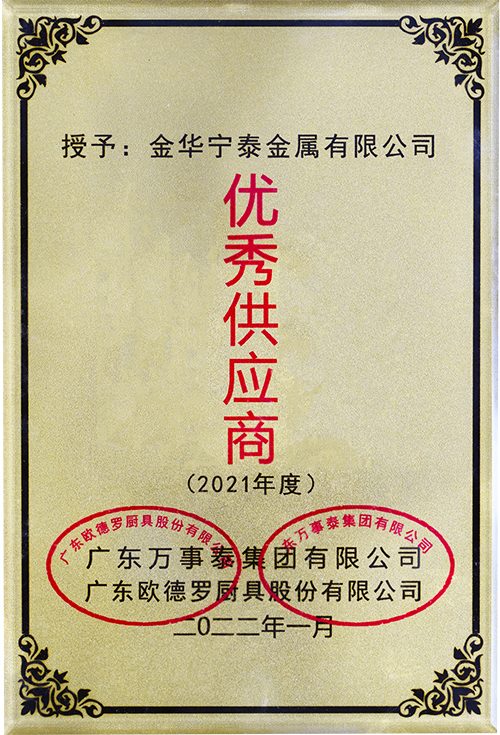 授予：金华宁泰金属有限公司
优秀供应商
（2021年度）
广东欧德罗厨具股份有限公司
广东万事泰集团有限公司
广东万事泰集团有限公司
广东欧德罗厨具股份有限公司
二〇二二年一月